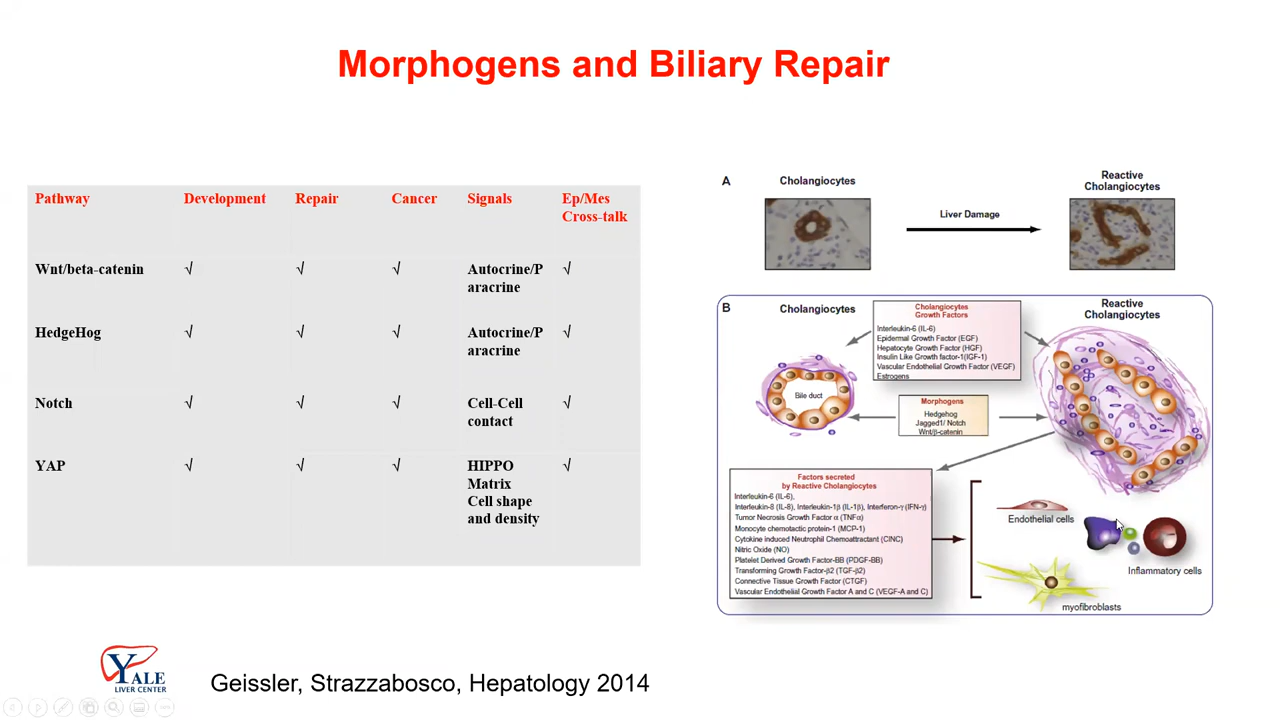 Morphogens and Biliary Repair
Pathway Development Repair Cancer Signals Ep/Mes
Cross-talk
Wnt/beta-catenin √ √ √ Autocrine/P √
aracrine
HedgeHog √ √ √ Autocrine/P √
aracrine
Notch √ √ √ Cell-Cell √
contact
YAP √ √ √ HIPPO √
Matrix
Cell shape
and density
A
Cholangiocytes
Liver Damage
Reactive
Cholangiocytes
B
Cholangiocytes
Cholangiocytes
Growth Factors
Interleukin-6 (IL-6)
Epidermal Growth Factor (EGF)
Hepatocyte Growth Factor (HGF)
Insulin Like Growth factor-1(IGF-1)
Vascular Endothelial Growth Factor (VEGF)
Estrogens
Reactive
Cholangiocytes
Bile duct
Morphogens
Hedgehog
Jagged1/ Notch
Wnt/β-catenin
Factors secreted
by Reactive Cholangiocytes
Interleukin-6 (IL-6),
Interleukin-8 (IL-8), Interleukin-1β (IL-1β), Interferon-γ (IFN-γ)
Tumor Necrosis Growth Factor α (TNFα)
Monocyte chemotactic protein-1 (MCP-1)
Cytokine induced Neutrophil Chemoattractant (CINC)
Nitric Oxide (NO)
Platelet Derived Growth Factor-BB (PDGF-BB)
Transforming Growth Factor-β2 (TGF-β2)
Connective Tissue Growth Factor (CTGF)
Vascular Endothelial Growth Factor A and C (VEGF-A and C)
Endothelial cells
Inflammatory cells
myofibroblasts
YALE
LIVER CENTER
Geissler, Strazzabosco, Hepatology 2014